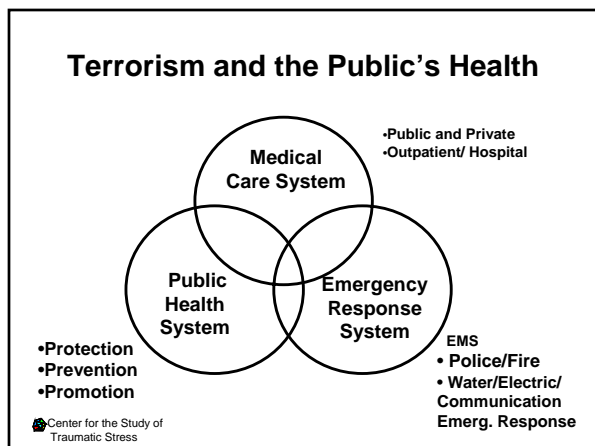 Terrorism and the Public's Health
•Public and Private
•Outpatient/ Hospital
Medical
Care System
Public
Health
System
Emergency
Response
System
•Protection
•Prevention
•Promotion
EMS
• Police/Fire
• Water/Electric/
Communication
Emerg. Response
Center for the Study of
Traumatic Stress